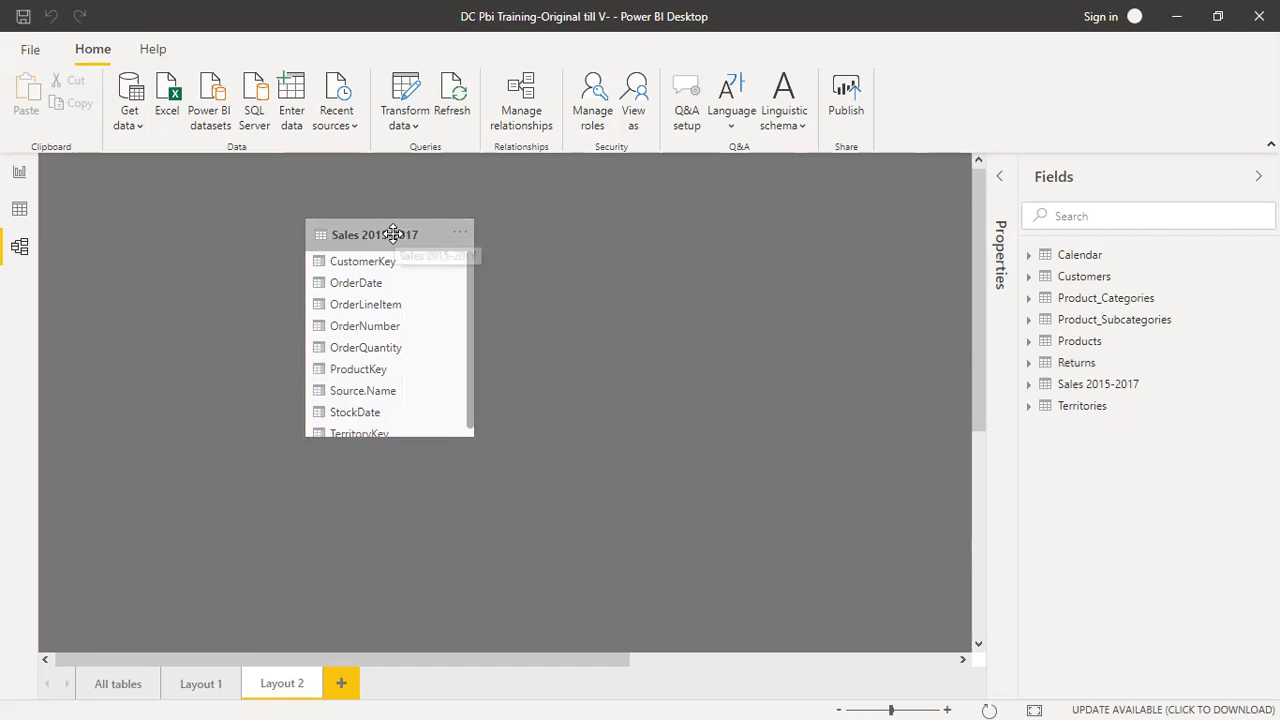 DC Pbi Training-Original till V- - Power BI Desktop
Sign in
File
Home
Help
Paste
Cut
Copy
Get data
Excel
Power BI datasets
SQL Server
Enter data
Recent sources
Transform data
Refresh
Manage relationships
Manage roles
View as
Q&A setup
Language
Linguistic schema
Publish
Clipboard
Data
Queries
Relationships
Security
Q&A
Share
Sales 2015-2017
Sales 2015-2017
CustomerKey
OrderDate
OrderLineItem
OrderNumber
OrderQuantity
ProductKey
Source.Name
StockDate
TerritoryKey
Properties
Fields
Search
Calendar
Customers
Product_Categories
Product_Subcategories
Products
Returns
Sales 2015-2017
Territories
All tables
Layout 1
Layout 2
UPDATE AVAILABLE (CLICK TO DOWNLOAD)